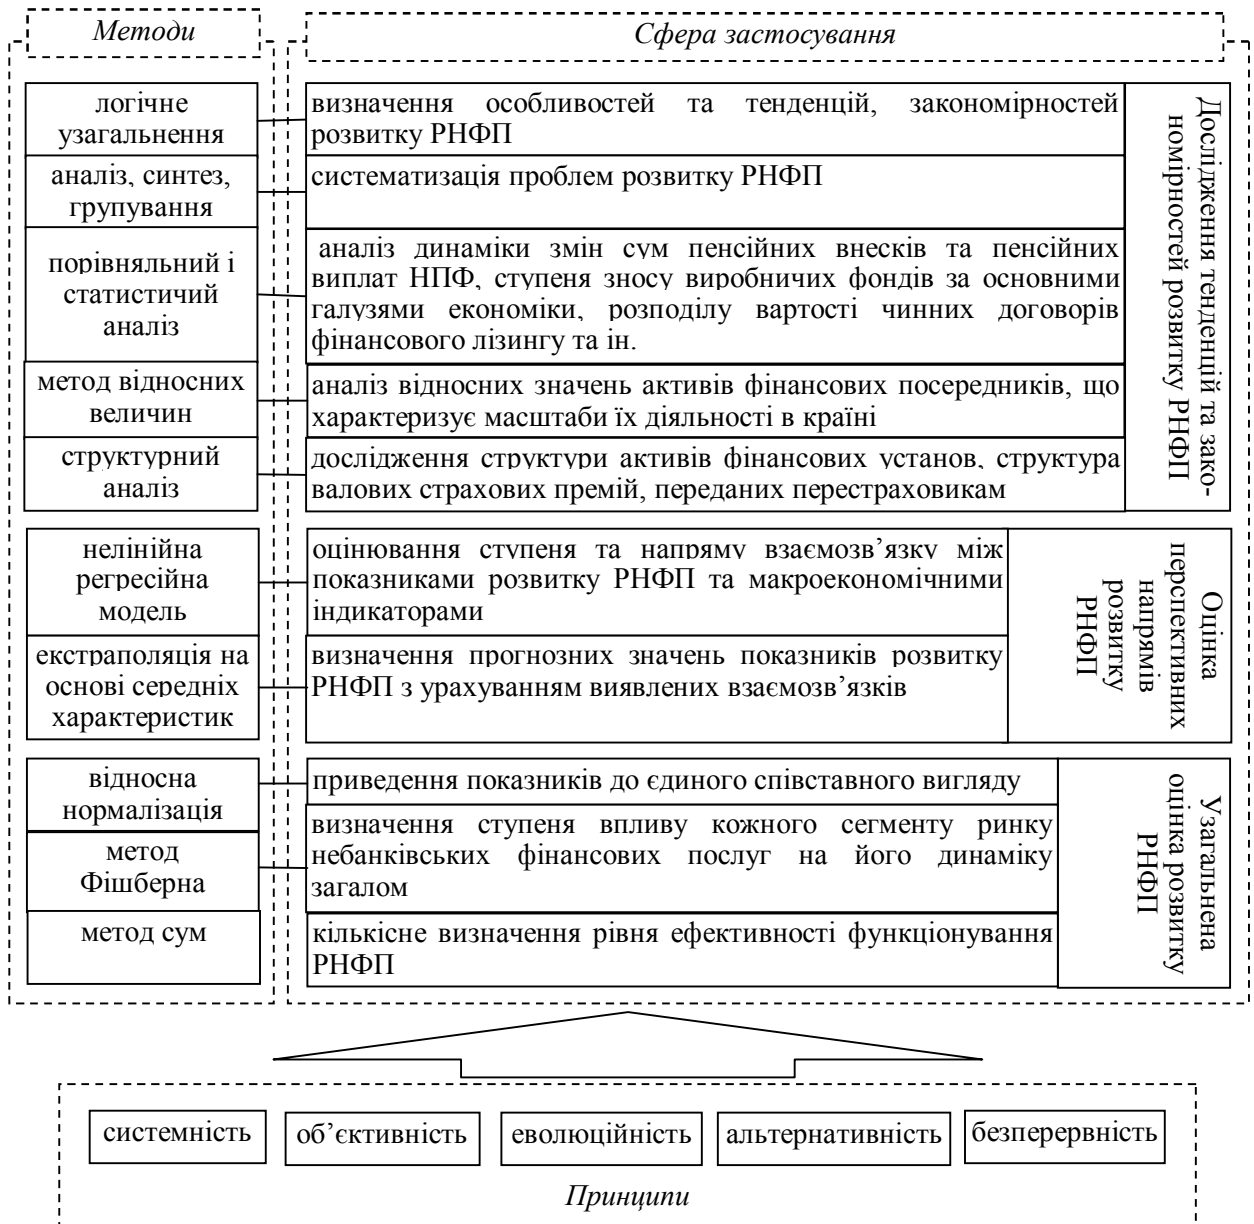 Методи
Сфера застосування
логічне
узагальнення
визначення особливостей та тенденцій, закономірностей
розвитку РНФП
аналіз, синтез,
групування
систематизація проблем розвитку РНФП
порівняльний і
статистичий
аналіз
аналіз динаміки змін сум пенсійних внесків та пенсійних
виплат НПФ, ступеня зносу виробничих фондів за основними
галузями економіки, розподілу вартості чинних договорів
фінансового лізингу та ін.
метод відносних
величин
аналіз відносних значень активів фінансових посередників, що
характеризує масштаби їх діяльності в країні
структурний
аналіз
дослідження структури активів фінансових установ, структура
валових страхових премій, переданих перестраховикам
Дослідження тенденцій та зако-
номірностей розвитку РНФП
нелінійна
регресійна
модель
оцінювання ступеня та напряму взаємозв’язку між
показниками розвитку РНФП та макроекономічними
індикаторами
екстраполяція на
основі середніх
характеристик
визначення прогнозних значень показників розвитку
РНФП з урахуванням виявлених взаємозв’язків
Оцінка
перспективних
напрямів
розвитку
РНФП
відносна
нормалізація
приведення показників до єдиного співставного вигляду
метод
Фішберна
визначення ступеня впливу кожного сегменту ринку
небанківських фінансових послуг на його динаміку
загалом
метод сум
кількісне визначення рівня ефективності функціонування
РНФП
Узагальнена
оцінка розвитку
РНФП
системність
об’єктивність
еволюційність
альтернативність
безперервність
Принципи